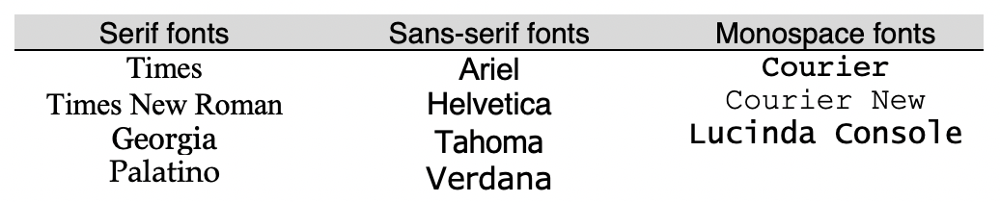 Serif fonts Sans-serif fonts Monospace fonts
Times Ariel Courier
Times New Roman Helvetica Courier New
Georgia Tahoma Lucinda Console
Palatino Verdana